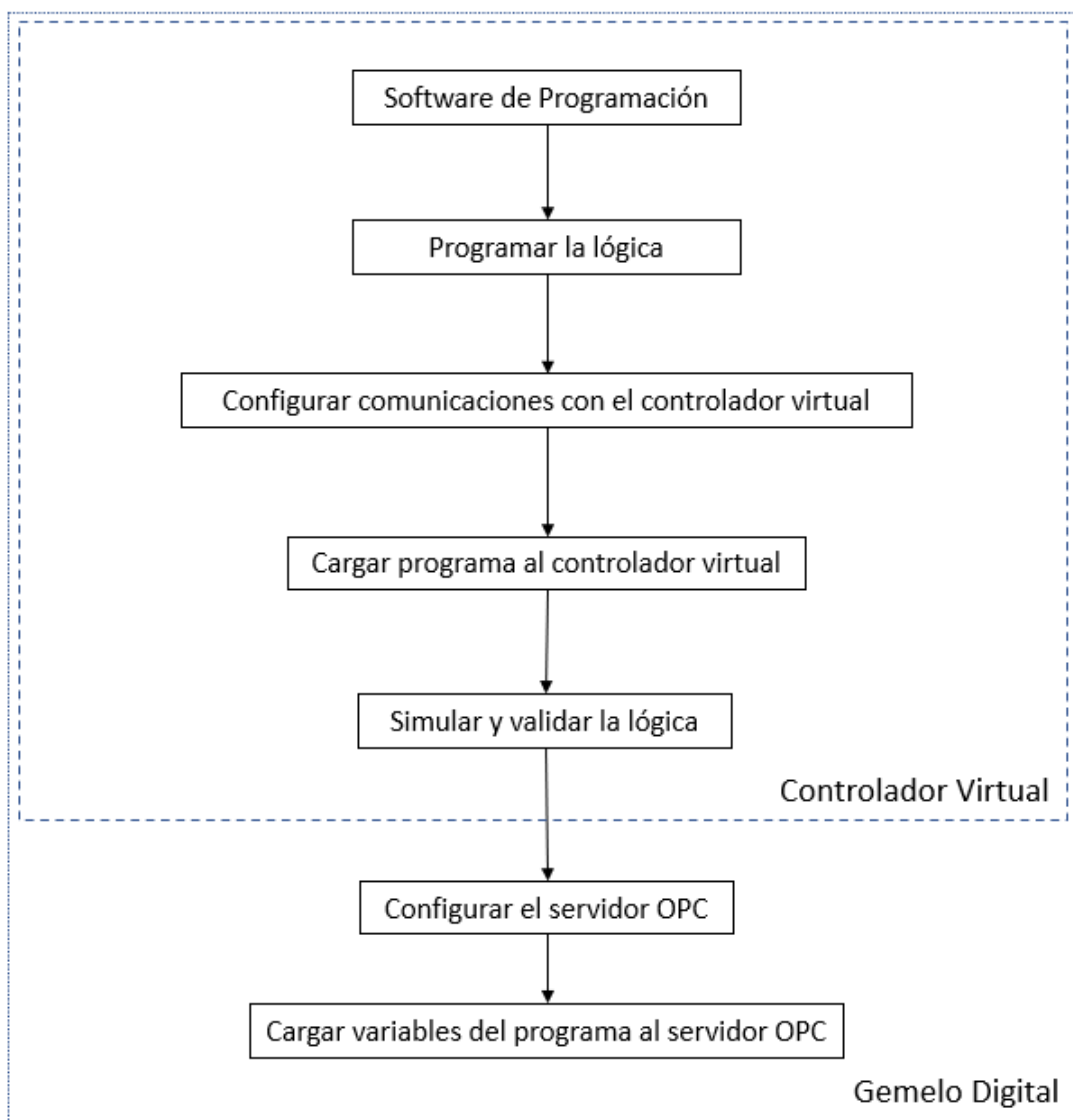 Software de Programación
Programar la lógica
Configurar comunicaciones con el controlador virtual
Cargar programa al controlador virtual
Simular y validar la lógica
Controlador Virtual
Configurar el servidor OPC
Cargar variables del programa al servidor OPC
Gemelo Digital